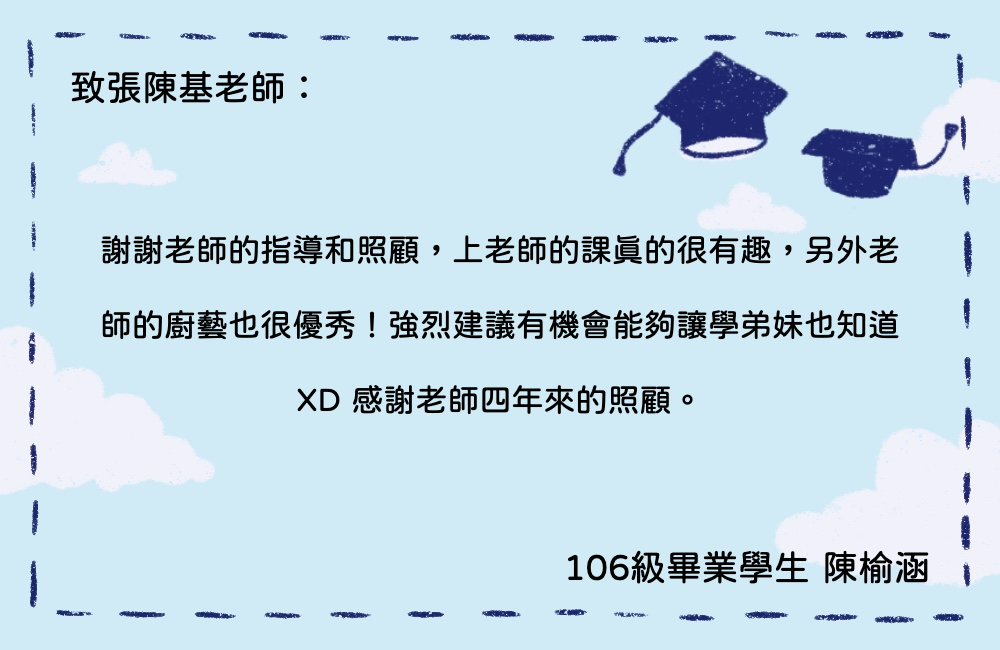 致張陳基老師：
謝謝老師的指導和照顧，上老師的課真的很有趣，另外老
師的廚藝也很優秀！強烈建議有機會能夠讓學弟妹也知道
XD 感謝老師四年來的照顧。
106級畢業學生 陳榆涵